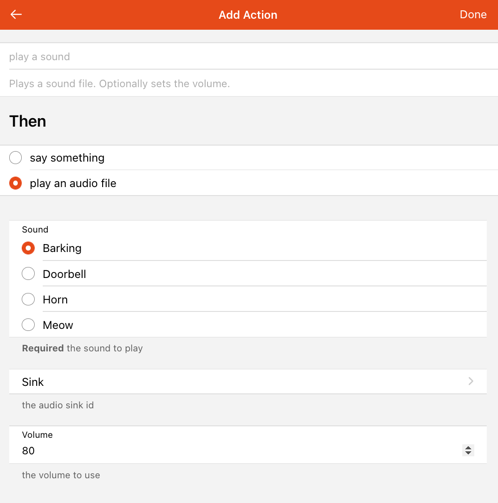 Add Action
Done
play a sound
Plays a sound file. Optionally sets the volume.
Then
say something
play an audio file
Sound
Barking
Doorbell
Horn
Meow
Required the sound to play
Sink
the audio sink id
Volume
80
the volume to use